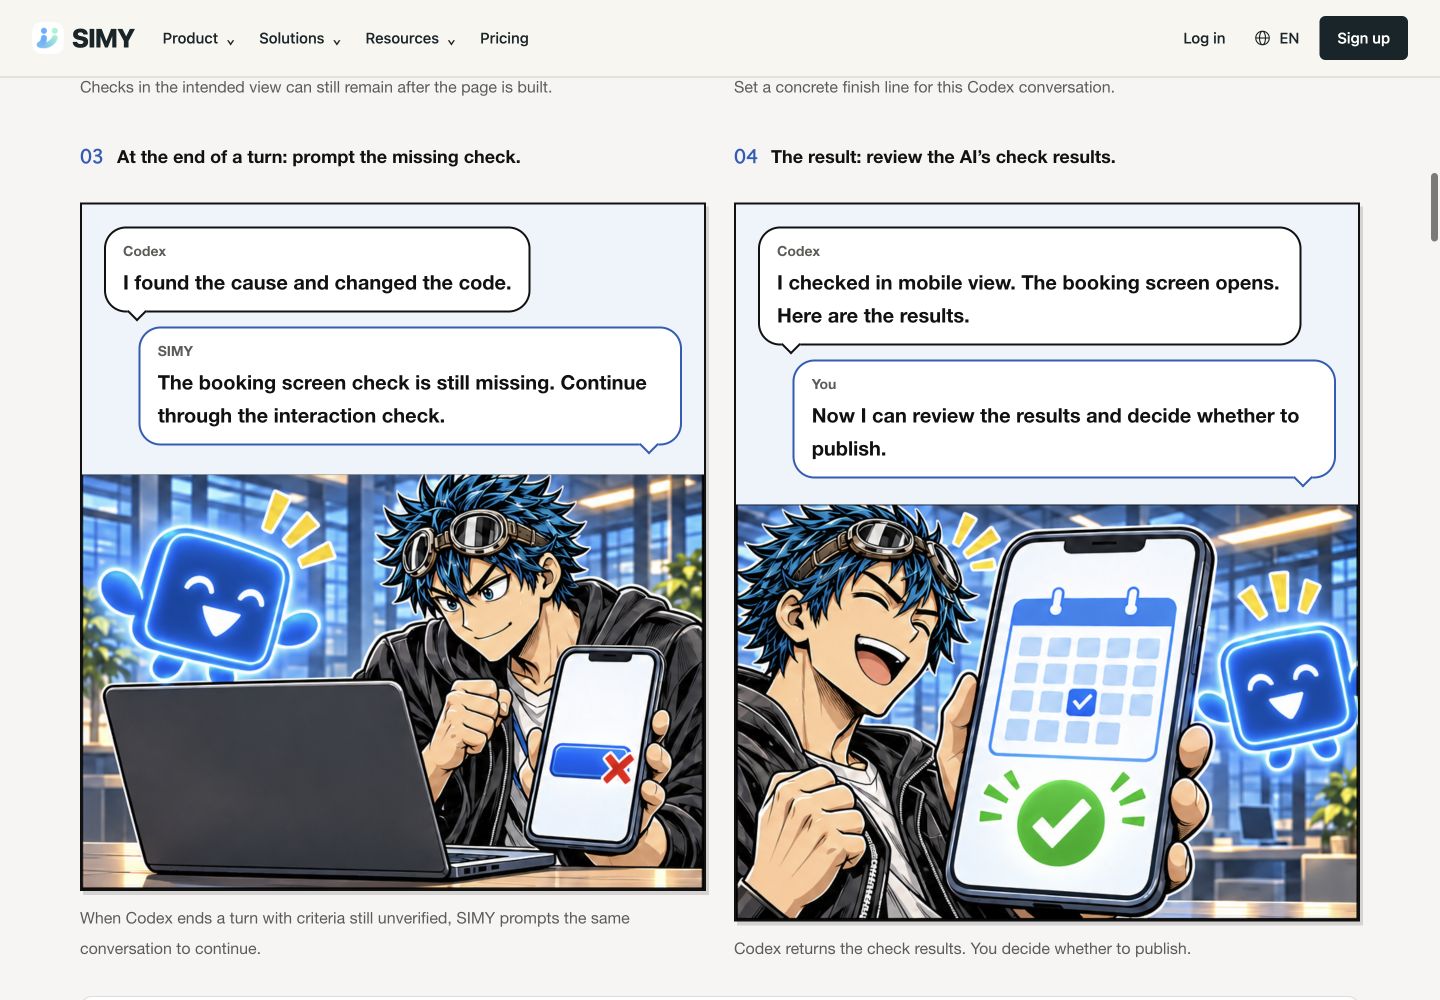 SIMY
Product
Solutions
Resources
Pricing
Log in
EN
Sign up
Checks in the intended view can still remain after the page is built.
Set a concrete finish line for this Codex conversation.
03 At the end of a turn: prompt the missing check.
Codex
I found the cause and changed the code.
SIMY
The booking screen check is still missing. Continue
through the interaction check.
When Codex ends a turn with criteria still unverified, SIMY prompts the same
conversation to continue.
04 The result: review the AI’s check results.
Codex
I checked in mobile view. The booking screen opens.
Here are the results.
You
Now I can review the results and decide whether to
publish.
Codex returns the check results. You decide whether to publish.